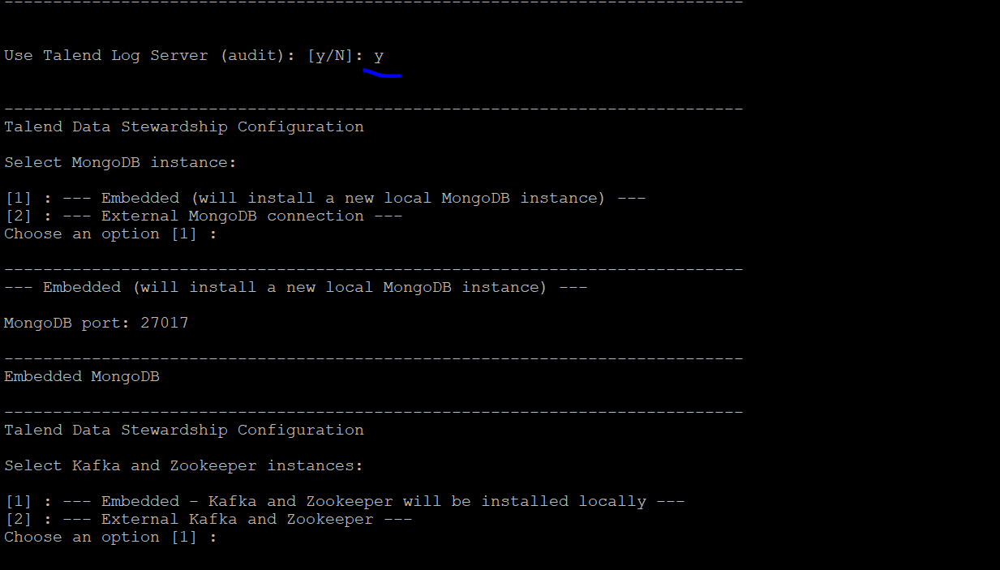 --------------------------------------------------------------------------------
Use Talend Log Server (audit): [y/N]: y
--------------------------------------------------------------------------------
Talend Data Stewardship Configuration
Select MongoDB instance:
[1] : --- Embedded (will install a new local MongoDB instance) ---
[2] : --- External MongoDB connection ---
Choose an option [1] :
--------------------------------------------------------------------------------
--- Embedded (will install a new local MongoDB instance) ---
MongoDB port: 27017
--------------------------------------------------------------------------------
Embedded MongoDB
--------------------------------------------------------------------------------
Talend Data Stewardship Configuration
Select Kafka and Zookeeper instances:
[1] : --- Embedded - Kafka and Zookeeper will be installed locally ---
[2] : --- External Kafka and Zookeeper ---
Choose an option [1] :